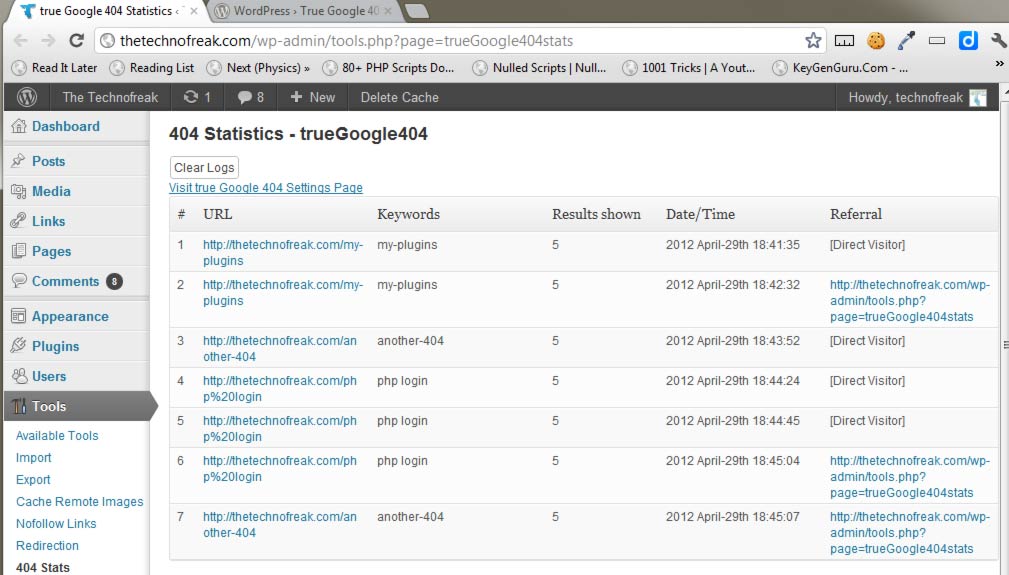 true Google 404 Statistics ‹
WordPress › True Google 40
thetechnofreak.com/wp-admin/tools.php?page=trueGoogle404stats
Read It Later
Reading List
Next (Physics) »
80+ PHP Scripts Do...
Nulled Scripts | Null...
1001 Tricks | A Yout...
KeyGenGuru.Com - ...
»
The Technofreak
1
8
+ New
Delete Cache
Howdy, technofreak
Dashboard
Posts
Media
Links
Pages
Comments 8
Appearance
Plugins
Users
Tools
Available Tools
Import
Export
Cache Remote Images
Nofollow Links
Redirection
404 Stats
404 Statistics - trueGoogle404
Clear Logs
Visit true Google 404 Settings Page
# URL Keywords Results shown Date/Time Referral
1 http://thetechnofreak.com/my- my-plugins 5 2012 April-29th 18:41:35 [Direct Visitor]
plugins
2 http://thetechnofreak.com/my- my-plugins 5 2012 April-29th 18:42:32 http://thetechnofreak.com/wp-
plugins admin/tools.php?
page=trueGoogle404stats
3 http://thetechnofreak.com/an another-404 5 2012 April-29th 18:43:52 [Direct Visitor]
other-404
4 http://thetechnofreak.com/ph php login 5 2012 April-29th 18:44:24 [Direct Visitor]
p%20login
5 http://thetechnofreak.com/ph php login 5 2012 April-29th 18:44:45 [Direct Visitor]
p%20login
6 http://thetechnofreak.com/ph php login 5 2012 April-29th 18:45:04 http://thetechnofreak.com/wp-
p%20login admin/tools.php?
page=trueGoogle404stats
7 http://thetechnofreak.com/an another-404 5 2012 April-29th 18:45:07 http://thetechnofreak.com/wp-
other-404 admin/tools.php?
page=trueGoogle404stats